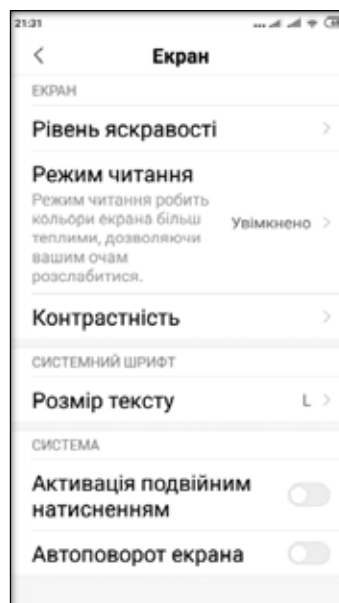 21:31
Екран
ЕКРАН
Рівень яскравості
Режим читання
Режим читання робить
кольори екрана більш
теплими, дозволяючи
вашим очам
розслабитися.
Увімкнено
Контрастність
СИСТЕМНИЙ ШРИФТ
Розмір тексту
L
СИСТЕМА
Активація подвійним
натисненням
Автоповорот екрана